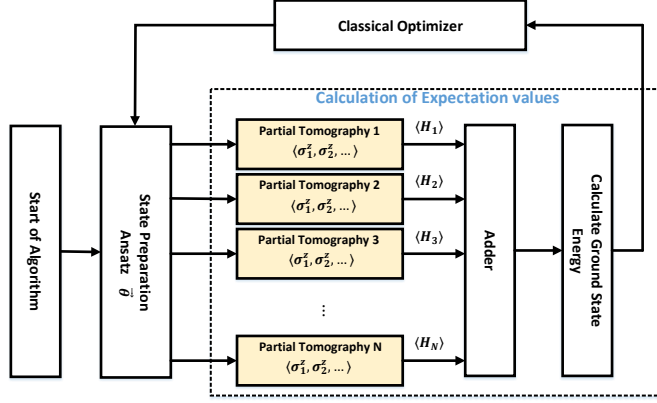 Classical Optimizer
Calculation of Expectation values
Start of Algorithm
State Preparation
Ansatz θ⃗
Partial Tomography 1
⟨σ₁ᶻ, σ₂ᶻ, … ⟩
⟨H₁⟩
Partial Tomography 2
⟨σ₁ᶻ, σ₂ᶻ, … ⟩
⟨H₂⟩
Partial Tomography 3
⟨σ₁ᶻ, σ₂ᶻ, … ⟩
⟨H₃⟩
⋮
Partial Tomography N
⟨σ₁ᶻ, σ₂ᶻ, … ⟩
⟨H_N⟩
Adder
Calculate Ground State
Energy